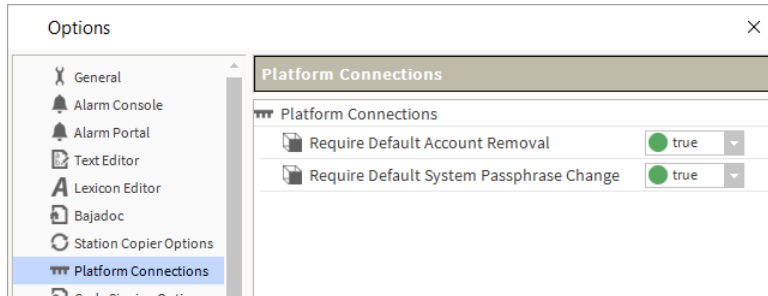 Options
General
Alarm Console
Alarm Portal
Text Editor
Lexicon Editor
Bajadoc
Station Copier Options
Platform Connections
Platform Connections
Platform Connections
Require Default Account Removal true
Require Default System Passphrase Change true